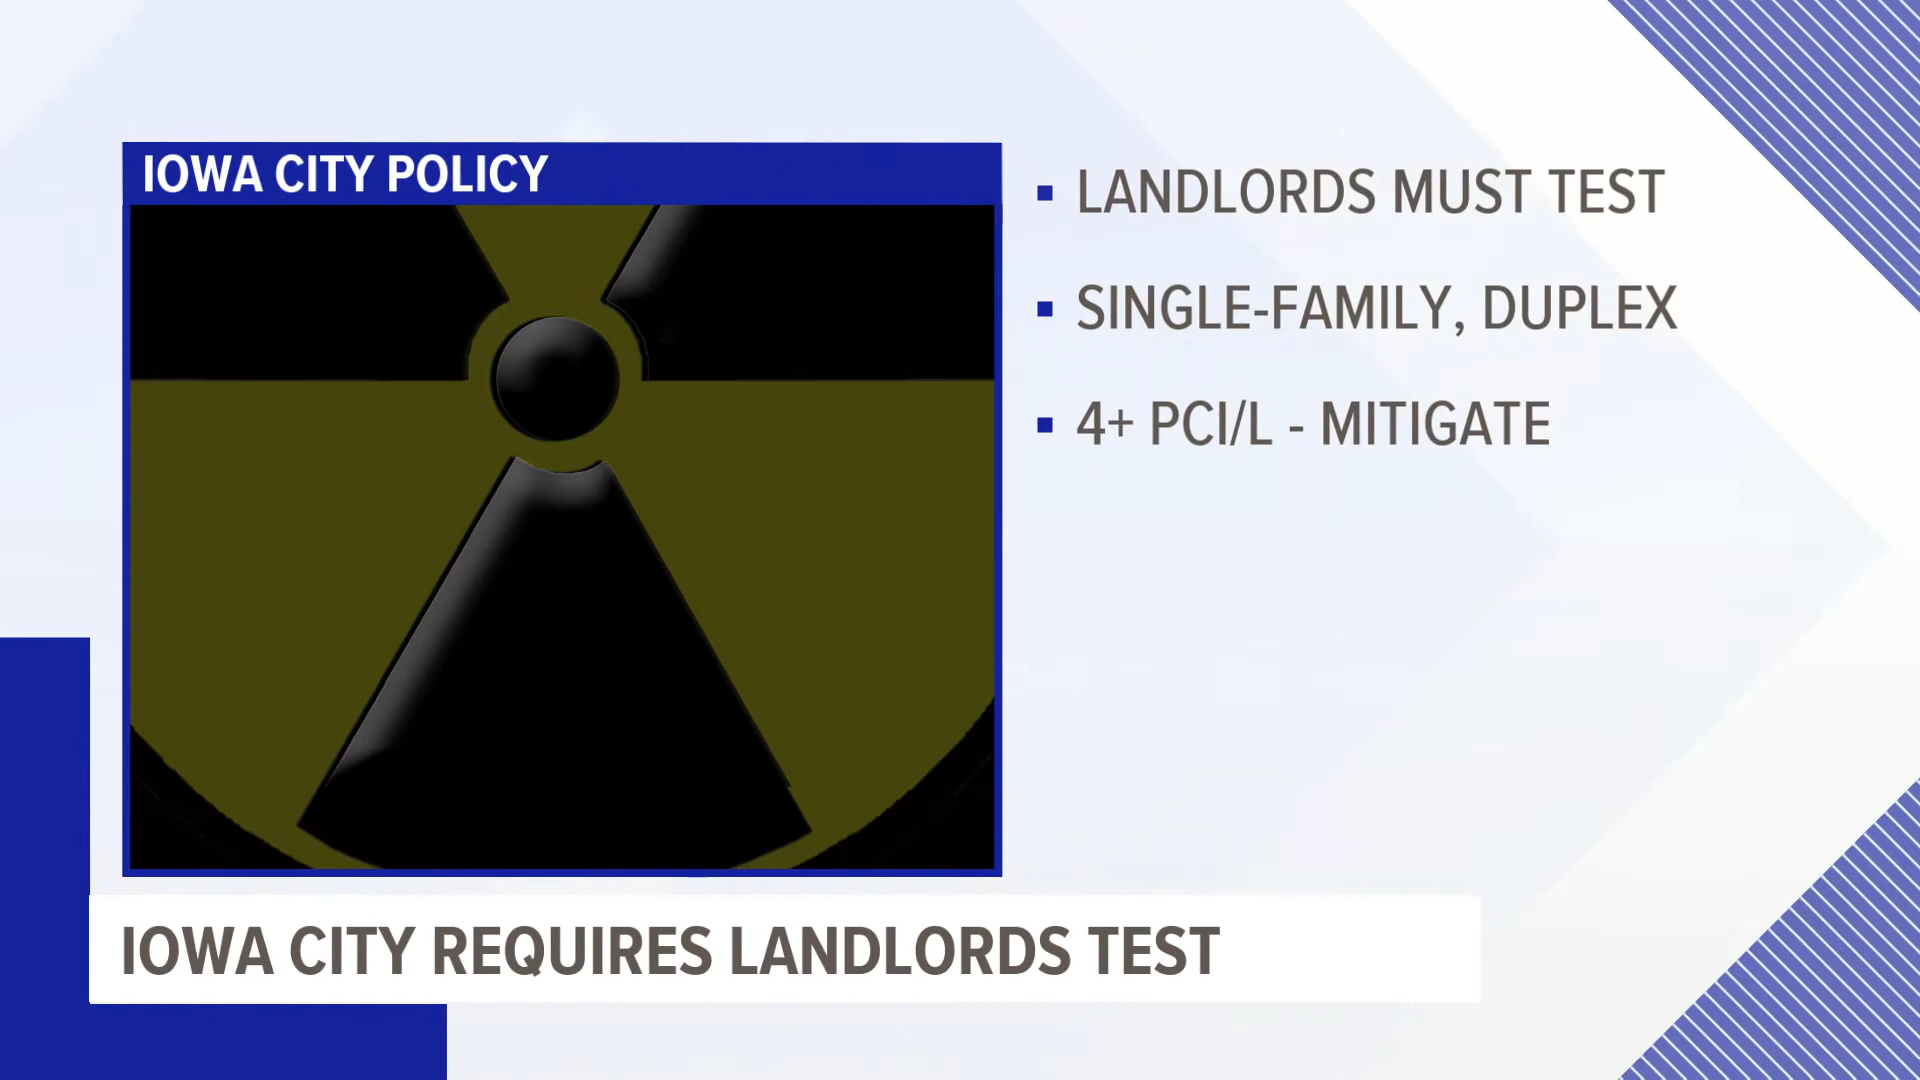 IOWA CITY POLICY
LANDLORDS MUST TEST
SINGLE-FAMILY, DUPLEX
4+ PCI/L - MITIGATE
IOWA CITY REQUIRES LANDLORDS TEST